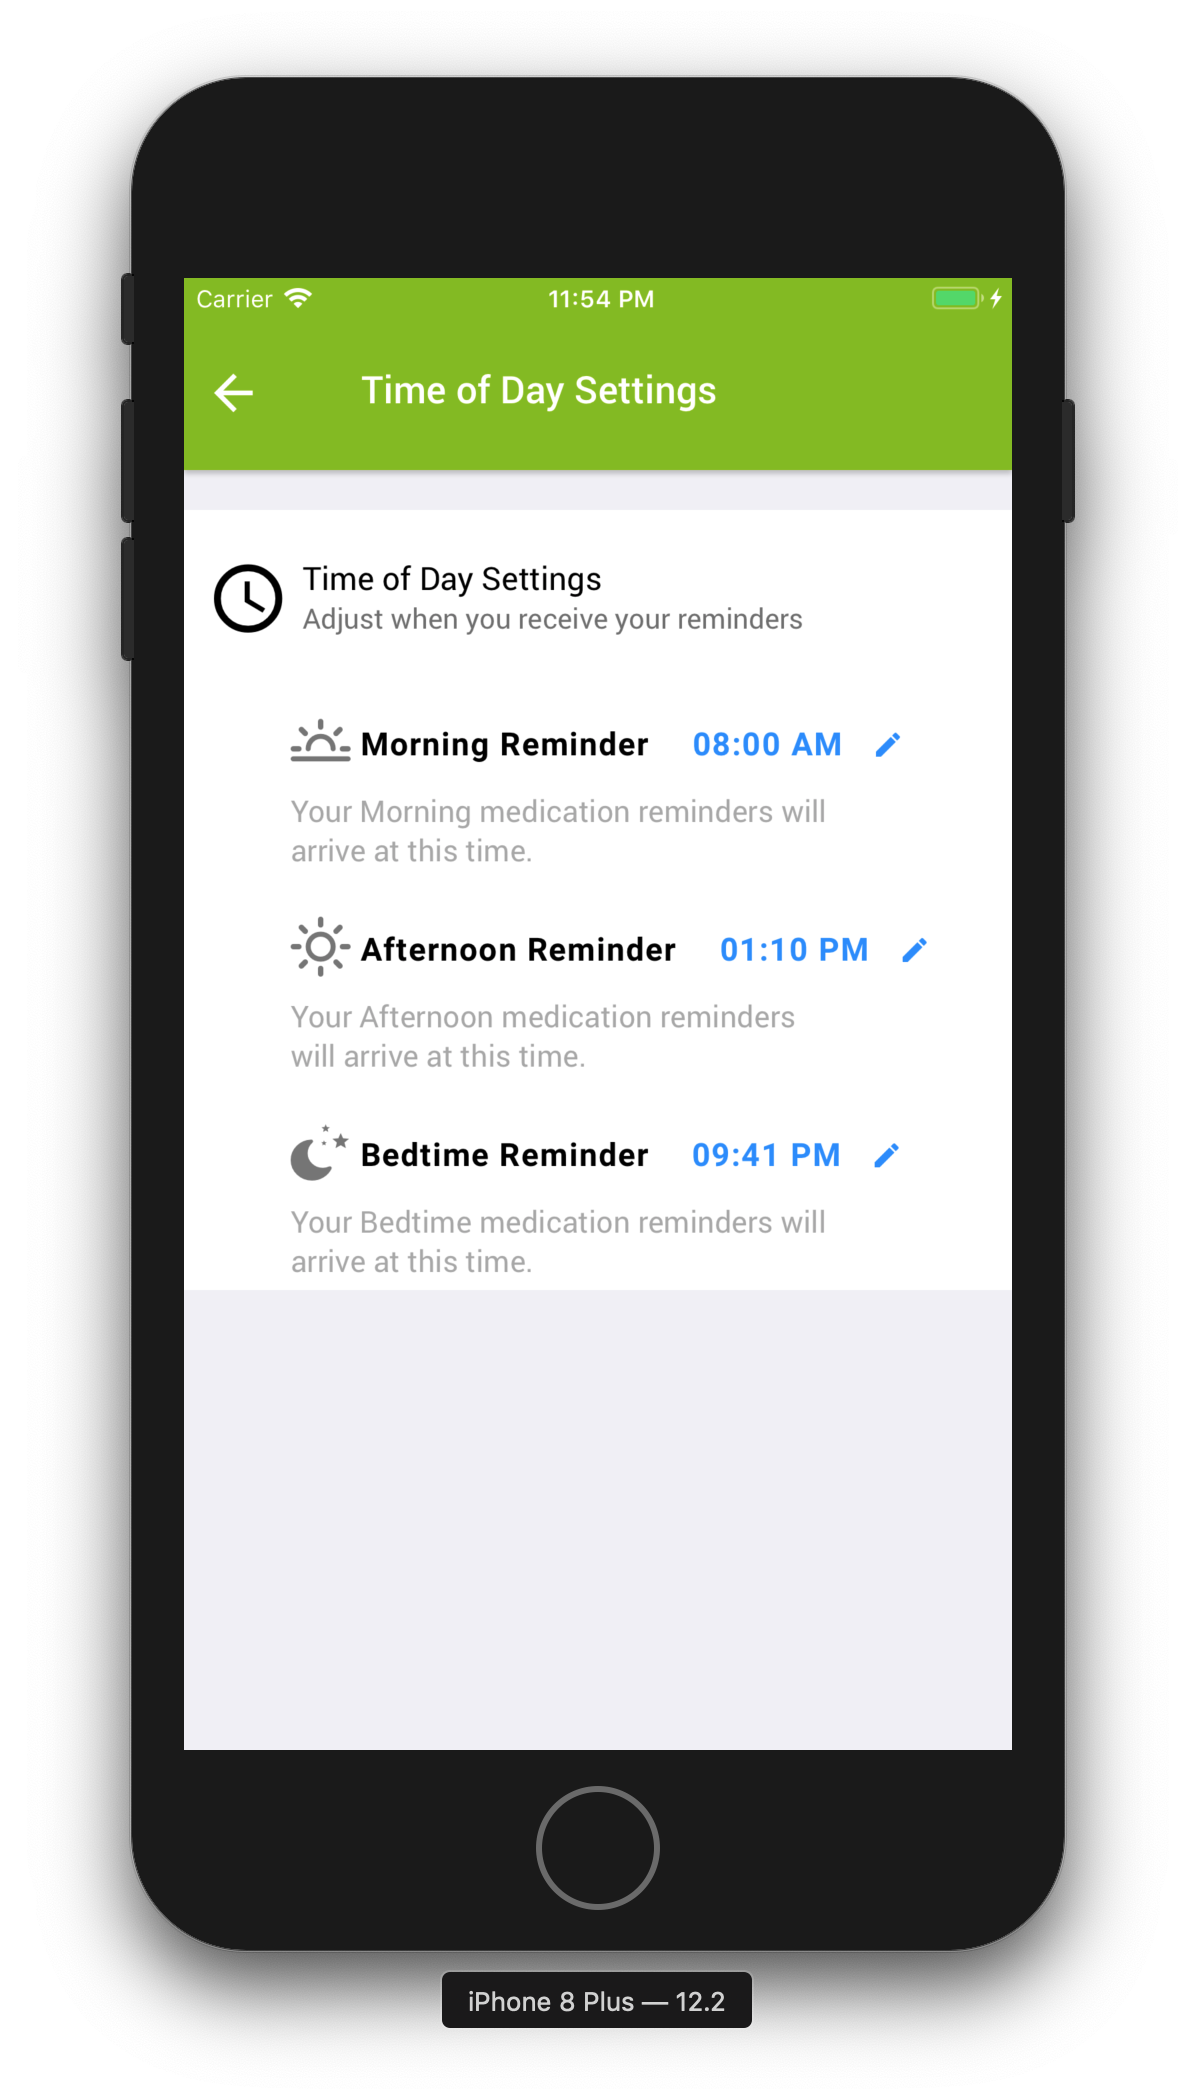 Carrier 11:54 PM
Time of Day Settings
Time of Day Settings
Adjust when you receive your reminders
Morning Reminder 08:00 AM
Your Morning medication reminders will
arrive at this time.
Afternoon Reminder 01:10 PM
Your Afternoon medication reminders
will arrive at this time.
Bedtime Reminder 09:41 PM
Your Bedtime medication reminders will
arrive at this time.
iPhone 8 Plus — 12.2